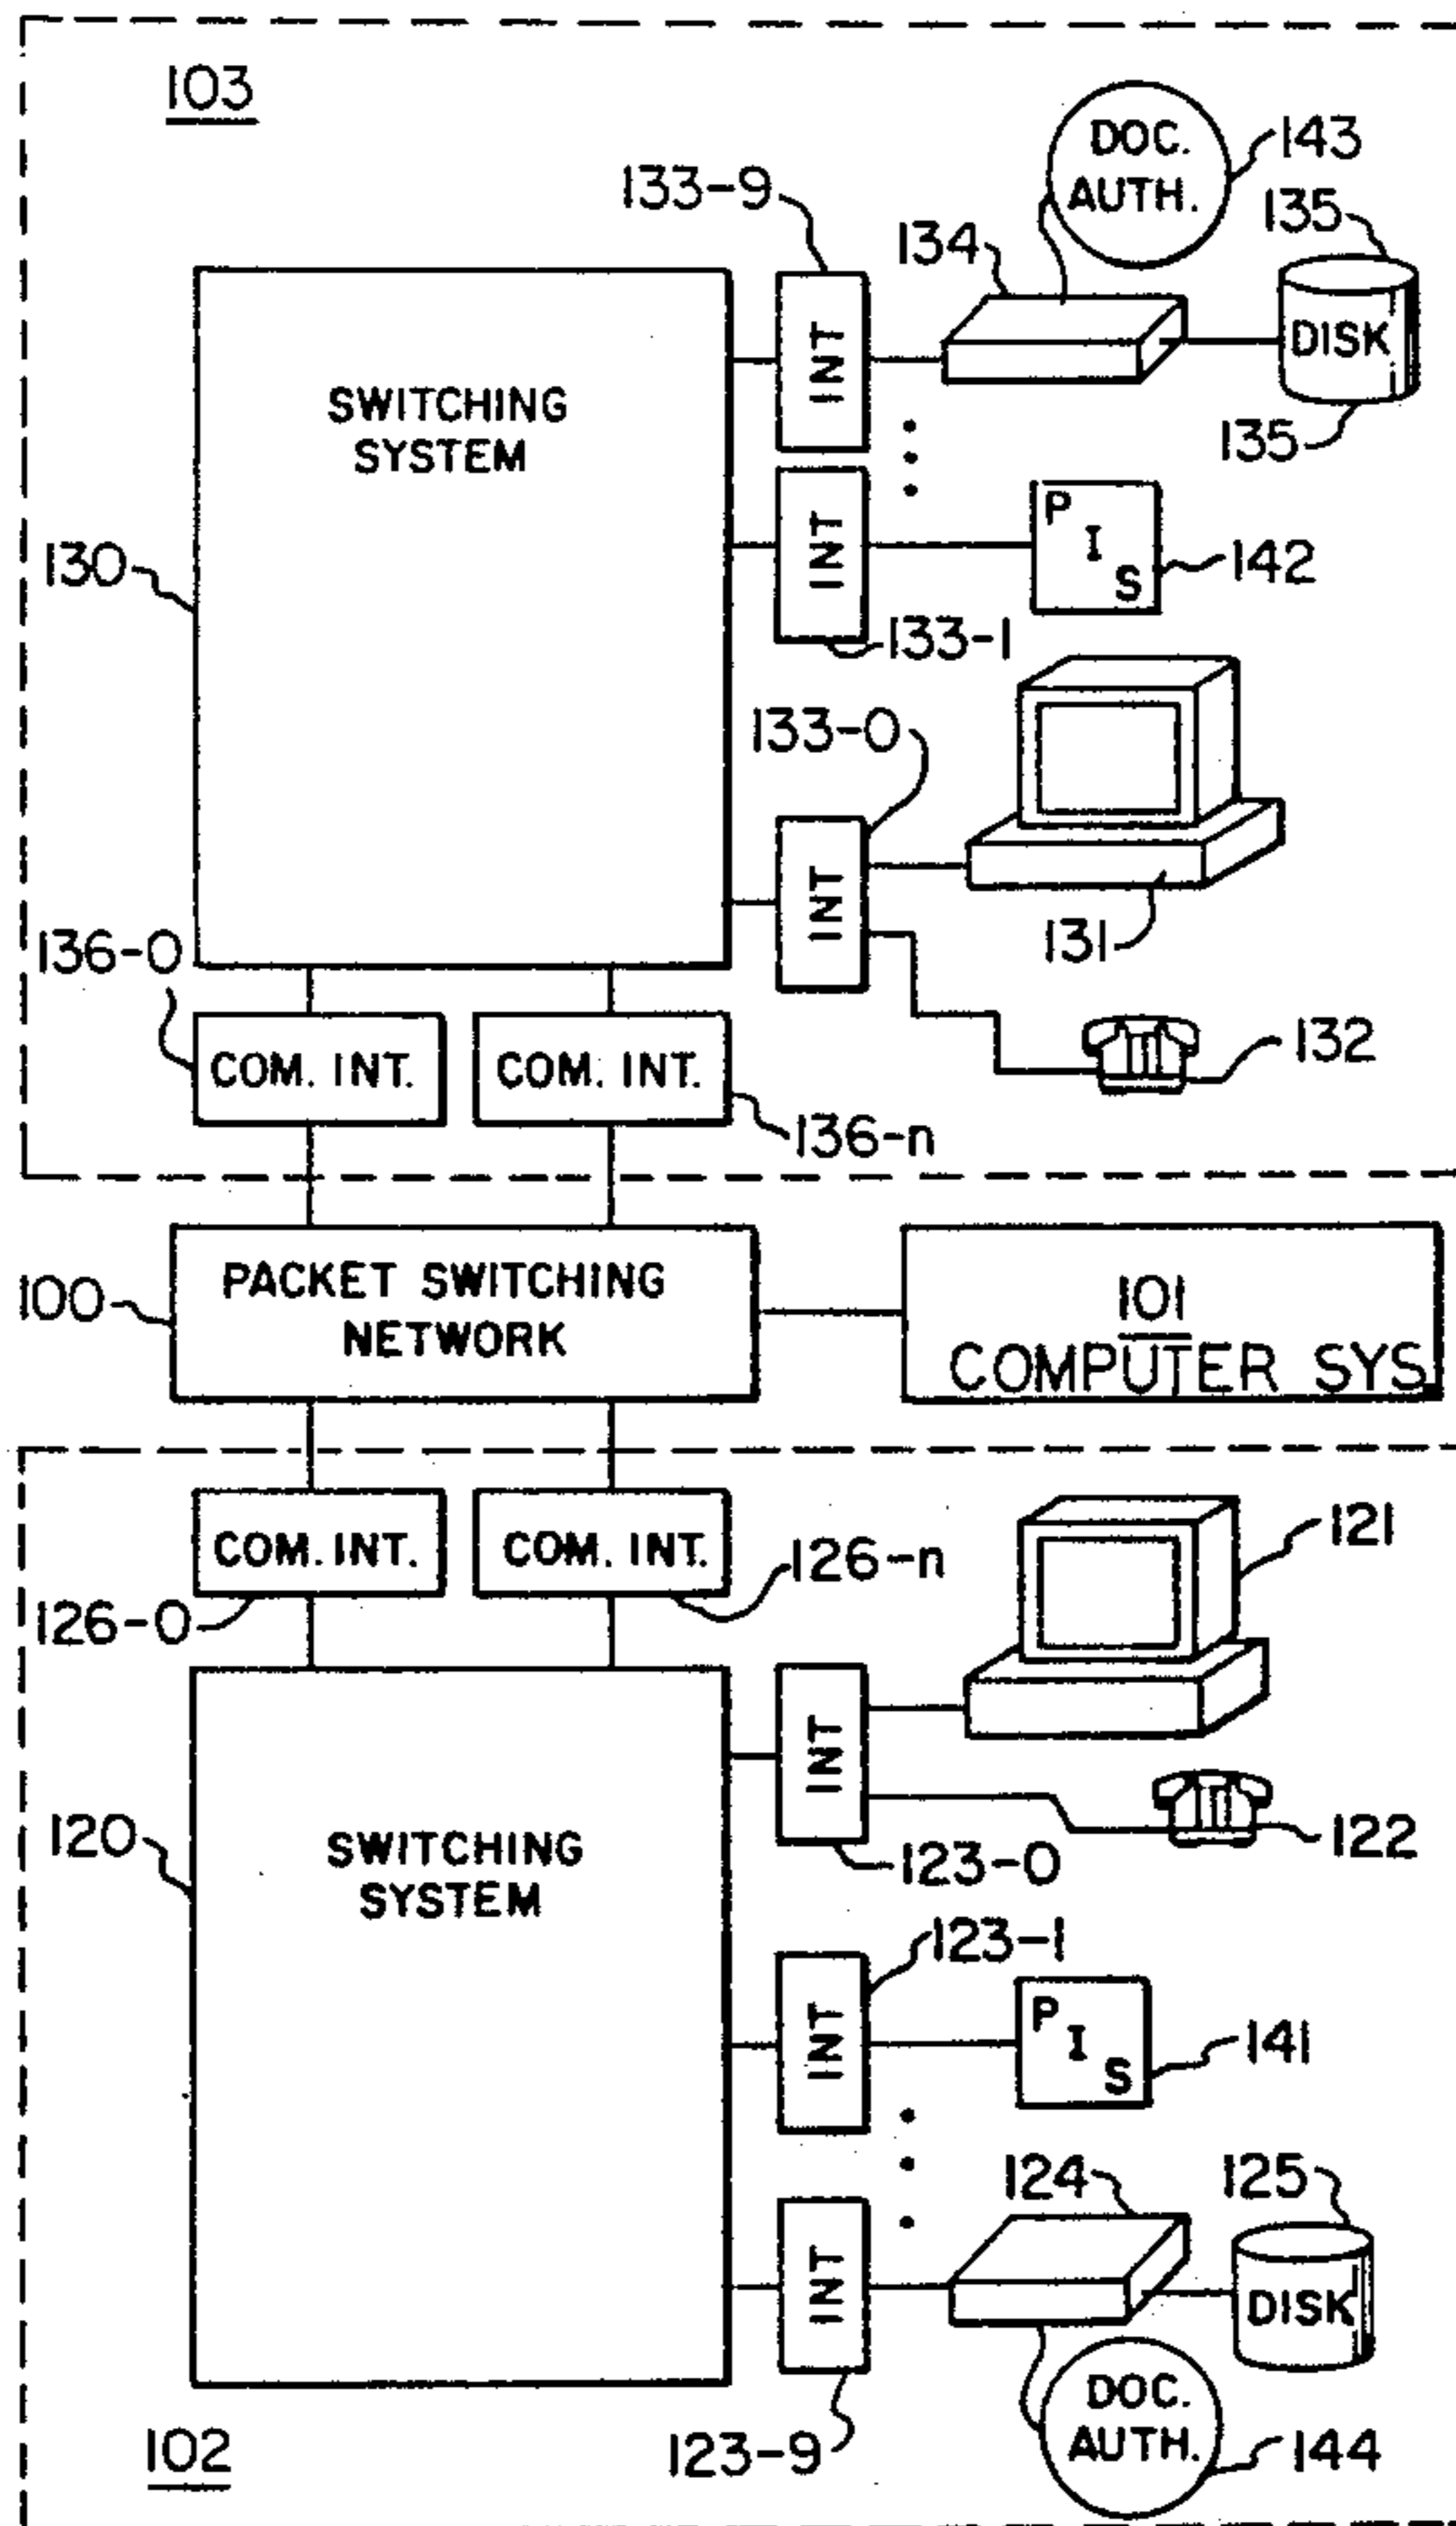 103
DOC.
AUTH.
143
133-9
134
135
INT
DISK
135
SWITCHING
SYSTEM
INT
P
I
S
142
130
133-1
133-0
INT
131
136-0
132
COM. INT.
COM. INT.
136-n
100
PACKET SWITCHING
NETWORK
101
COMPUTER SYS.
COM. INT.
COM. INT.
126-n
121
126-0
INT
120
SWITCHING
SYSTEM
122
123-0
123-1
INT
P
I
S
141
124
125
INT
DISK
DOC.
AUTH.
144
102
123-9